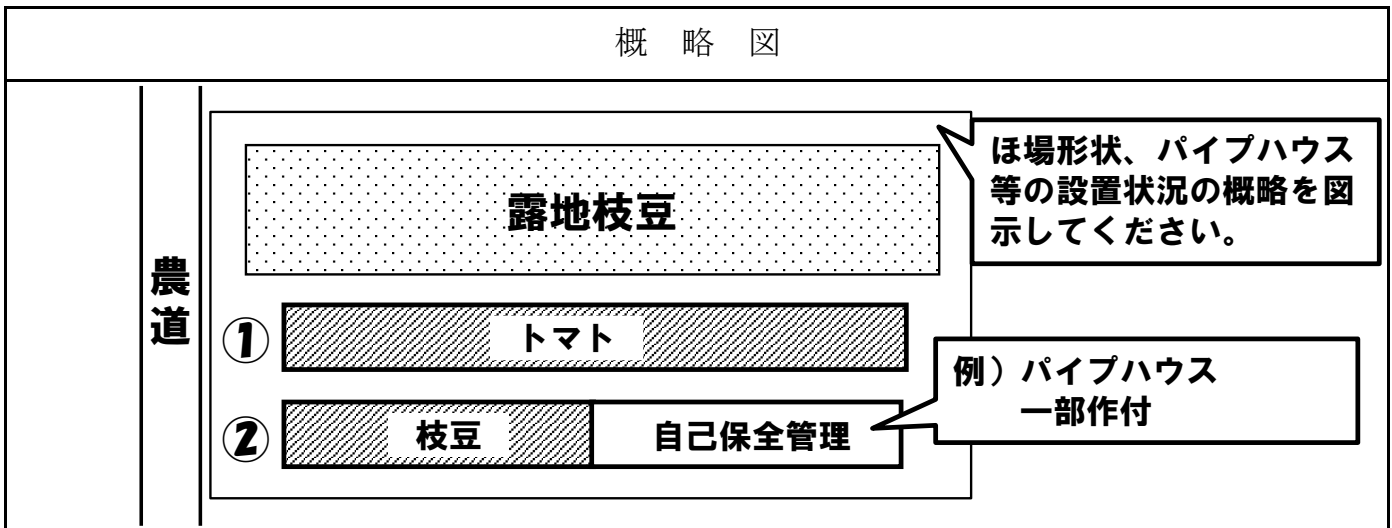 概 略 図
農道
露地枝豆
ほ場形状、パイプハウス
等の設置状況の概略を図
示してください。
① トマト
② 枝豆 自己保全管理
例)パイプハウス
一部作付